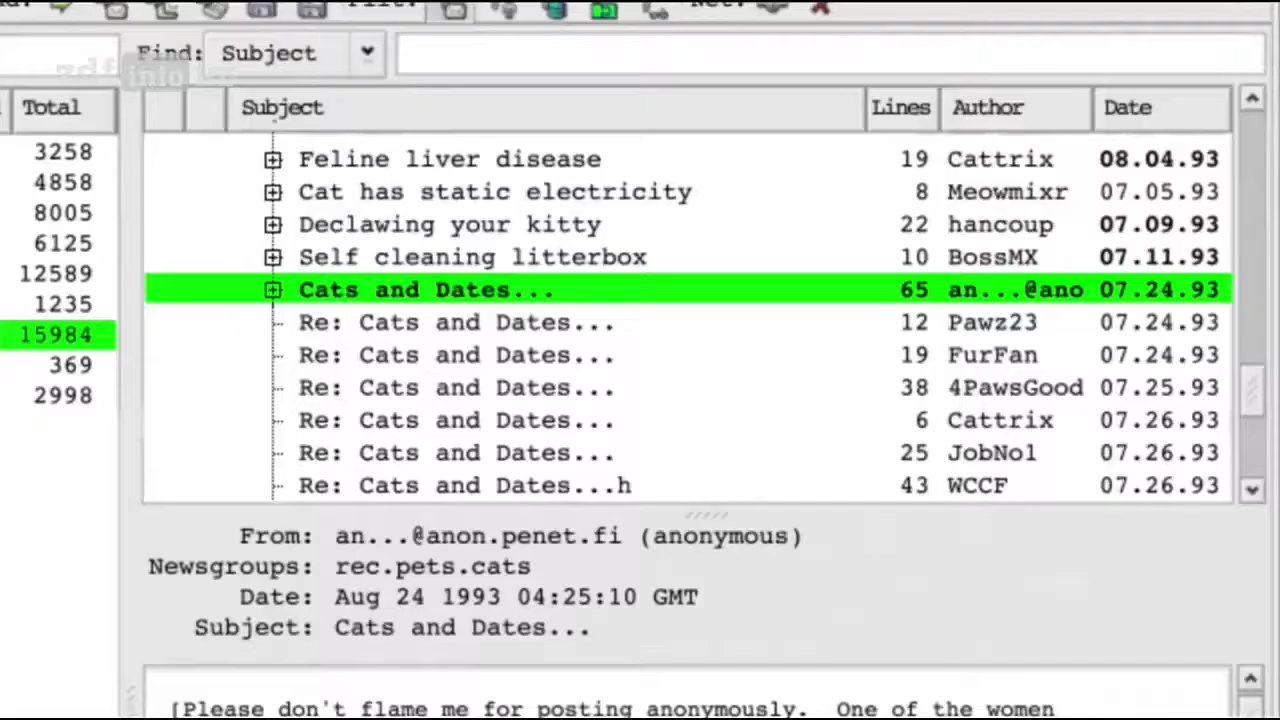 Find: Subject
zdf info
Total
3258
4858
8005
6125
12589
1235
15984
369
2998
Subject Lines Author Date
Feline liver disease 19 Cattrix 08.04.93
Cat has static electricity 8 Meowmixr 07.05.93
Declawing your kitty 22 hancoup 07.09.93
Self cleaning litterbox 10 BossMX 07.11.93
Cats and Dates... 65 an...@ano 07.24.93
Re: Cats and Dates... 12 Pawz23 07.24.93
Re: Cats and Dates... 19 FurFan 07.24.93
Re: Cats and Dates... 38 4PawsGood 07.25.93
Re: Cats and Dates... 6 Cattrix 07.26.93
Re: Cats and Dates... 25 JobNo1 07.26.93
Re: Cats and Dates...h 43 WCCF 07.26.93
From: an...@anon.penet.fi (anonymous)
Newsgroups: rec.pets.cats
Date: Aug 24 1993 04:25:10 GMT
Subject: Cats and Dates...
[Please don't flame me for posting anonymously. One of the women